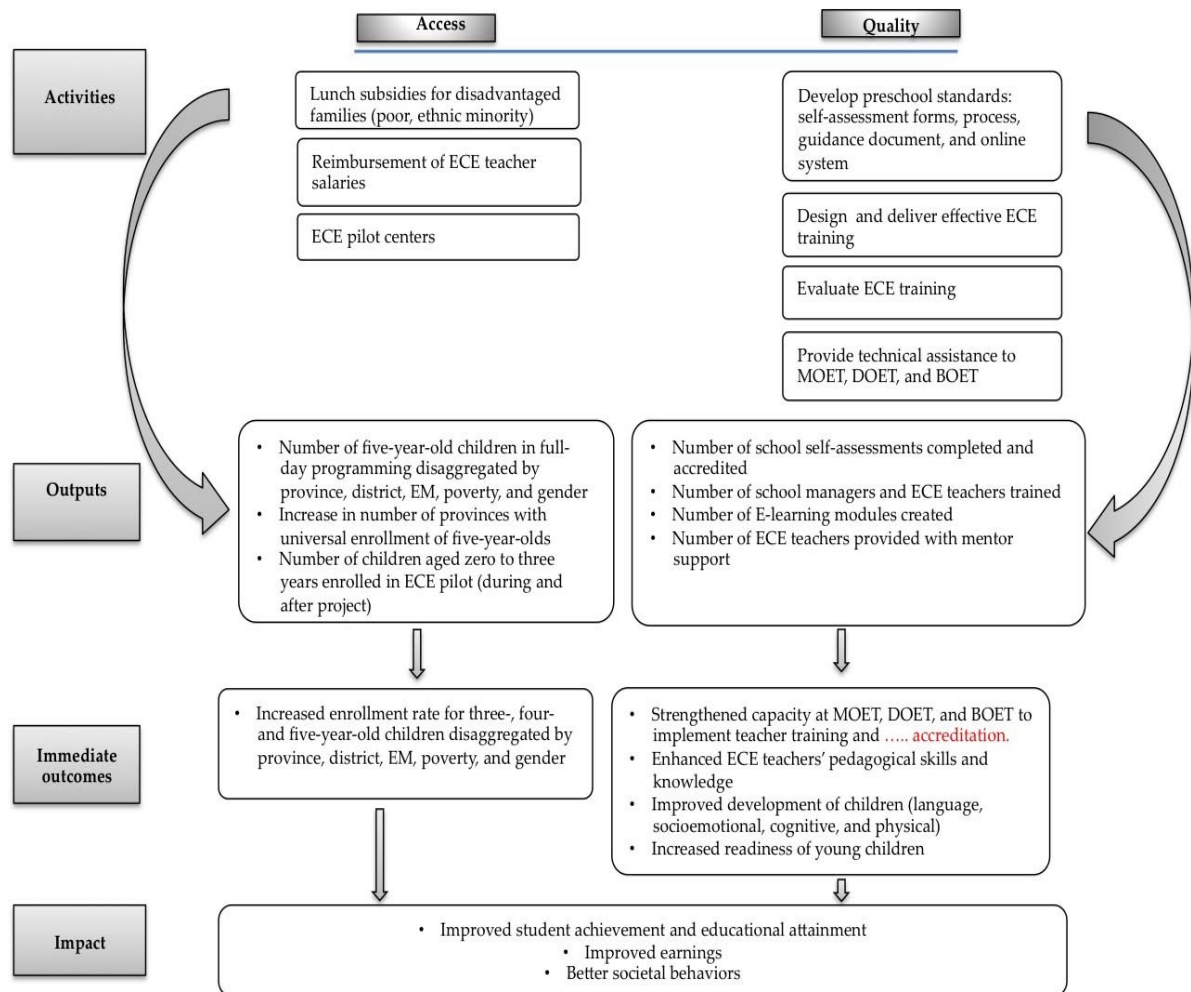 Access
Quality
Activities
Lunch subsidies for disadvantaged
families (poor, ethnic minority)
Reimbursement of ECE teacher
salaries
ECE pilot centers
Develop preschool standards:
self-assessment forms, process,
guidance document, and online
system
Design and deliver effective ECE
training
Evaluate ECE training
Provide technical assistance to
MOET, DOET, and BOET
Outputs
• Number of five-year-old children in full-
day programming disaggregated by
province, district, EM, poverty, and gender
• Increase in number of provinces with
universal enrollment of five-year-olds
• Number of children aged zero to three
years enrolled in ECE pilot (during and
after project)
• Number of school self-assessments completed and
accredited
• Number of school managers and ECE teachers trained
• Number of E-learning modules created
• Number of ECE teachers provided with mentor
support
Immediate
outcomes
• Increased enrollment rate for three-, four-
and five-year-old children disaggregated by
province, district, EM, poverty, and gender
• Strengthened capacity at MOET, DOET, and BOET to
implement teacher training and ..... accreditation.
• Enhanced ECE teachers' pedagogical skills and
knowledge
• Improved development of children (language,
socioemotional, cognitive, and physical)
• Increased readiness of young children
Impact
• Improved student achievement and educational attainment
• Improved earnings
• Better societal behaviors